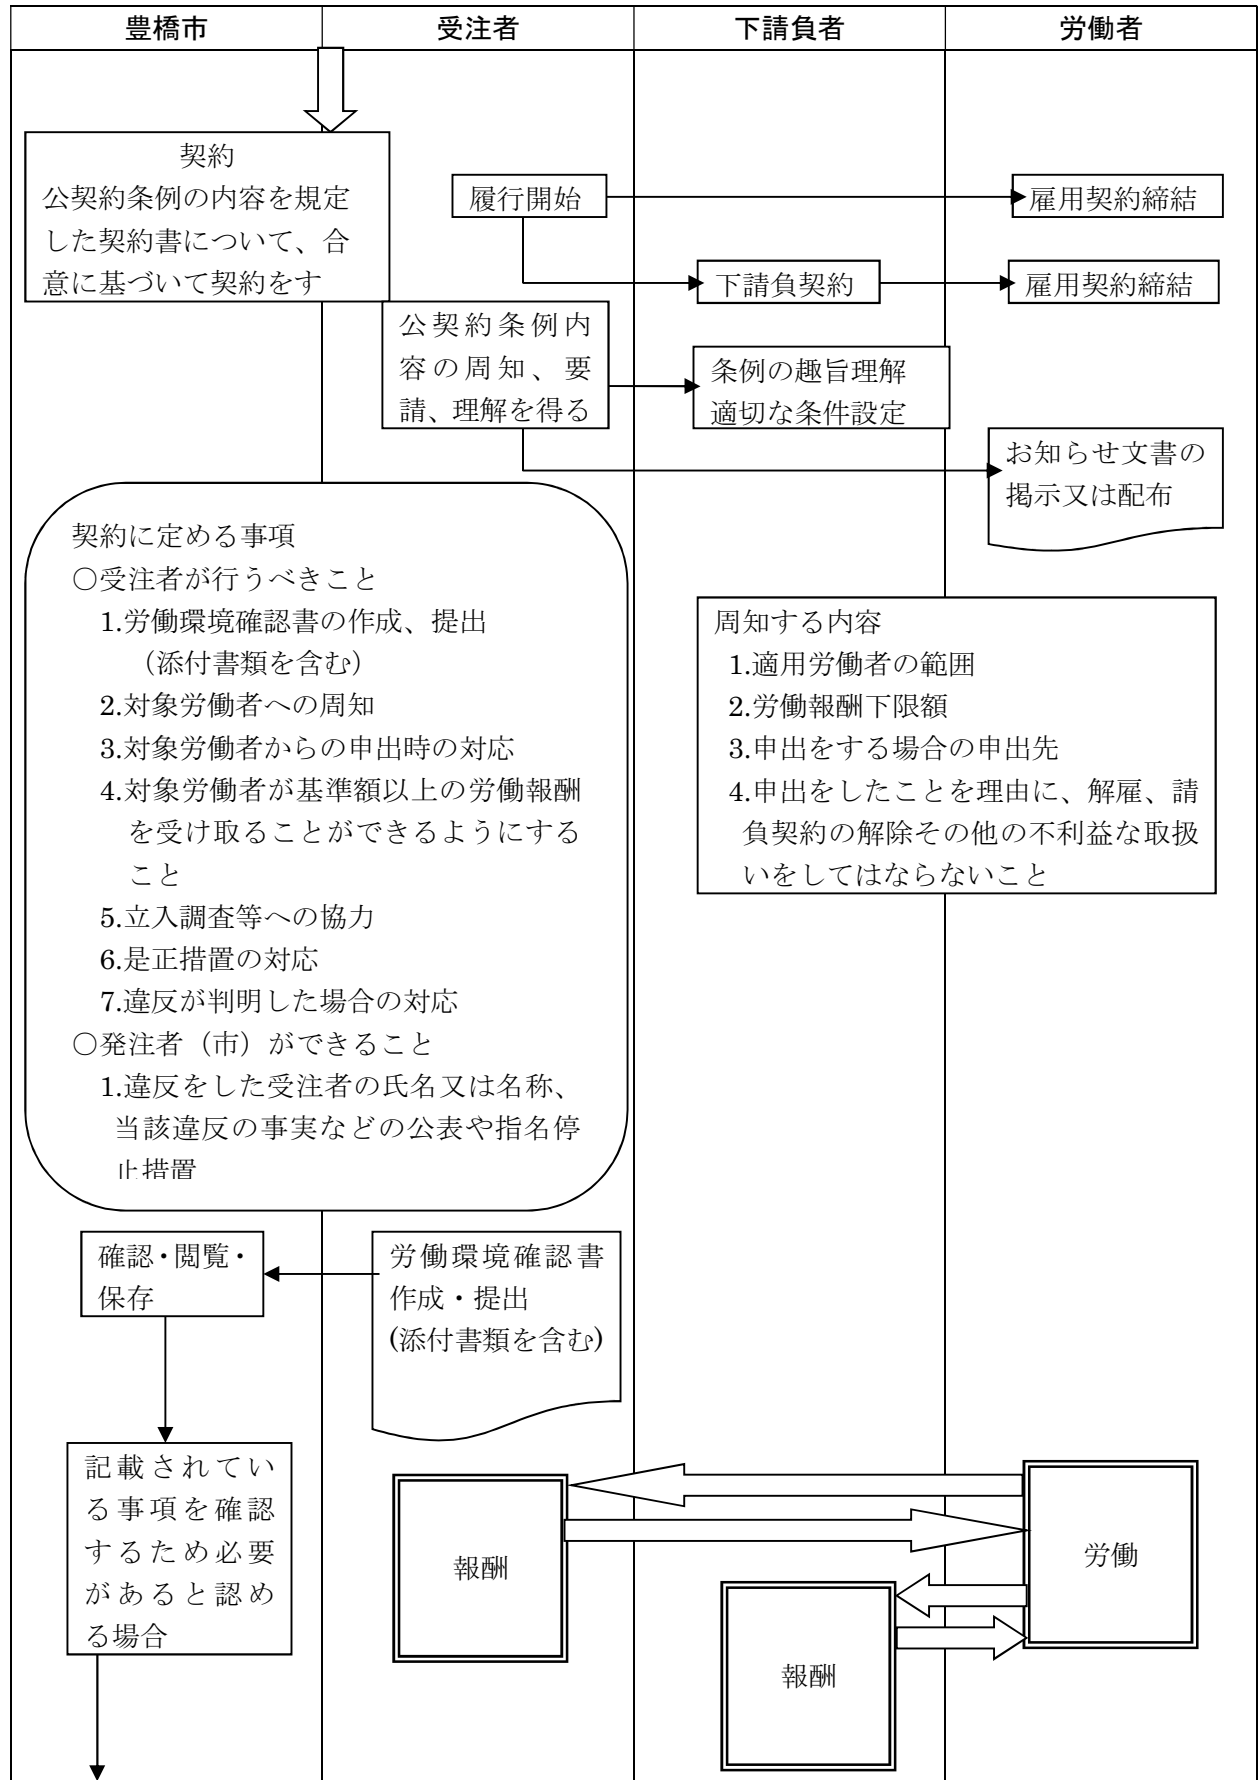 豊橋市
受注者
下請負者
労働者
契約
公契約条例の内容を規定
した契約書について、合
意に基づいて契約をす
履行開始
雇用契約締結
下請負契約
雇用契約締結
公契約条例内
容の周知、要
請、理解を得る
条例の趣旨理解
適切な条件設定
お知らせ文書の
掲示又は配布
契約に定める事項
○受注者が行うべきこと
1.労働環境確認書の作成、提出
（添付書類を含む）
2.対象労働者への周知
3.対象労働者からの申出時の対応
4.対象労働者が基準額以上の労働報酬
を受け取ることができるようにする
こと
5.立入調査等への協力
6.是正措置の対応
7.違反が判明した場合の対応
○発注者（市）ができること
1.違反をした受注者の氏名又は名称、
当該違反の事実などの公表や指名停
止措置
周知する内容
1.適用労働者の範囲
2.労働報酬下限額
3.申出をする場合の申出先
4.申出をしたことを理由に、解雇、請
負契約の解除その他の不利益な取扱
いをしてはならないこと
確認・閲覧・
保存
労働環境確認書
作成・提出
(添付書類を含む)
記載されてい
る事項を確認
するため必要
があると認め
る場合
報酬
労働
報酬